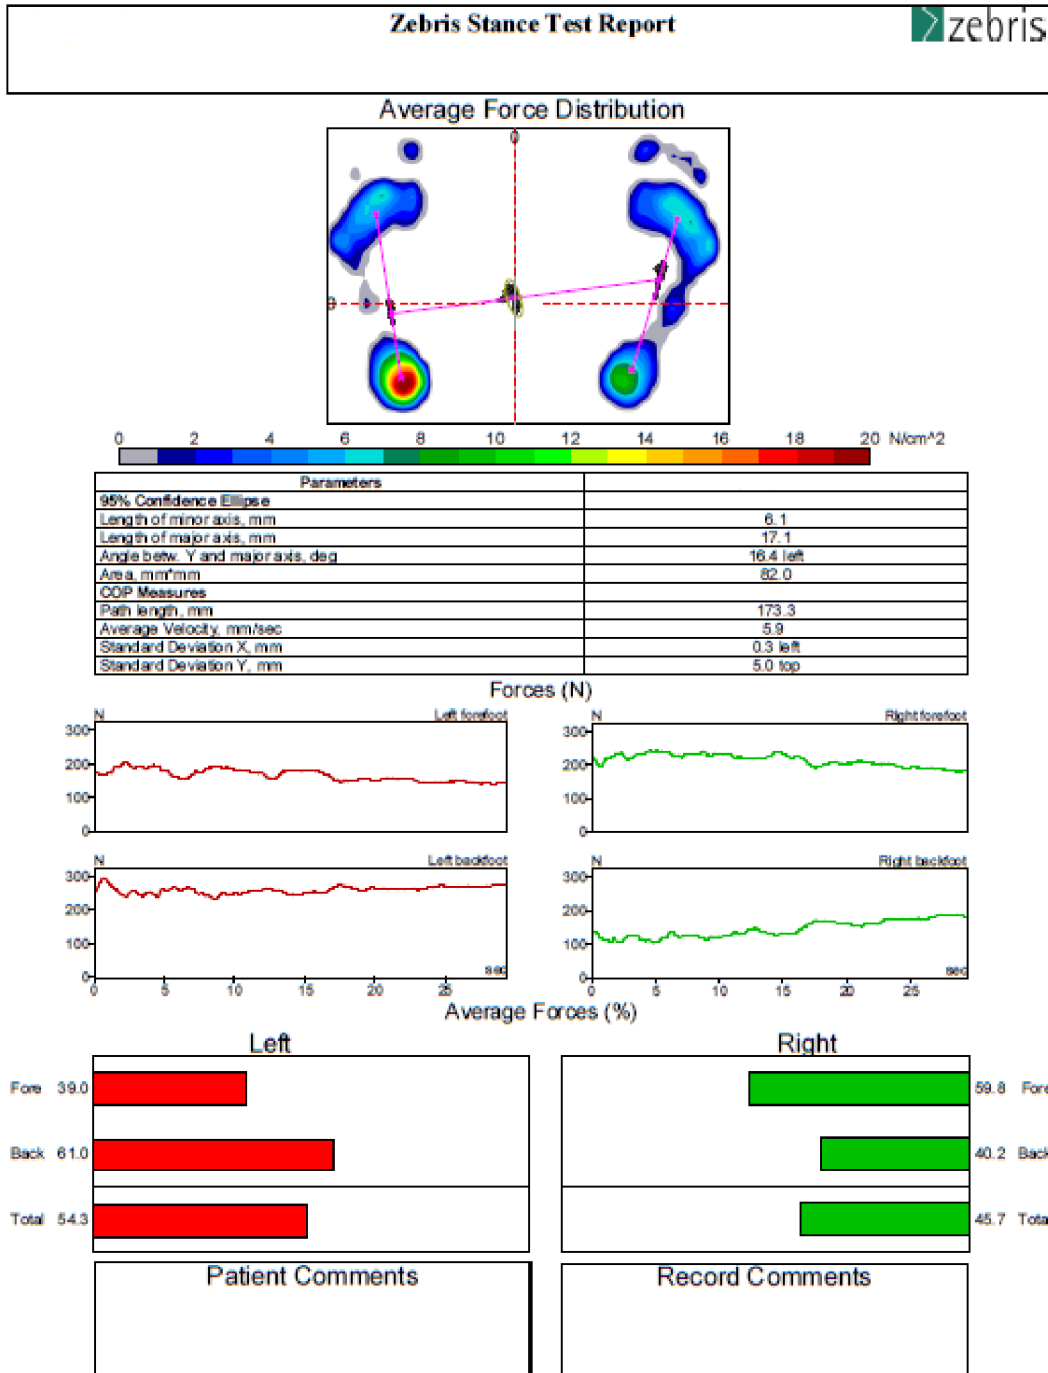 Zebris Stance Test Report
zebris
Average Force Distribution
0
0
0 2 4 6 8 10 12 14 16 18 20 N/cm^2
Parameters
95% Confidence Ellipse
Length of minor axis, mm 6.1
Length of major axis, mm 17.1
Angle betw. Y and major axis, deg 16.4 left
Area, mm*mm 82.0
COP Measures
Path length, mm 173.3
Average Velocity, mm/sec 5.9
Standard Deviation X, mm 0.3 left
Standard Deviation Y, mm 5.0 top
Forces (N)
N Left forefoot
300
200
100
0
N Right forefoot
300
200
100
0
N Left backfoot
300
200
100
0
sec
0 5 10 15 20 25
N Right backfoot
300
200
100
0
sec
0 5 10 15 20 25
Average Forces (%)
Left Right
Fore 39.0 59.8 Fore
Back 61.0 40.2 Back
Total 54.3 45.7 Total
Patient Comments Record Comments